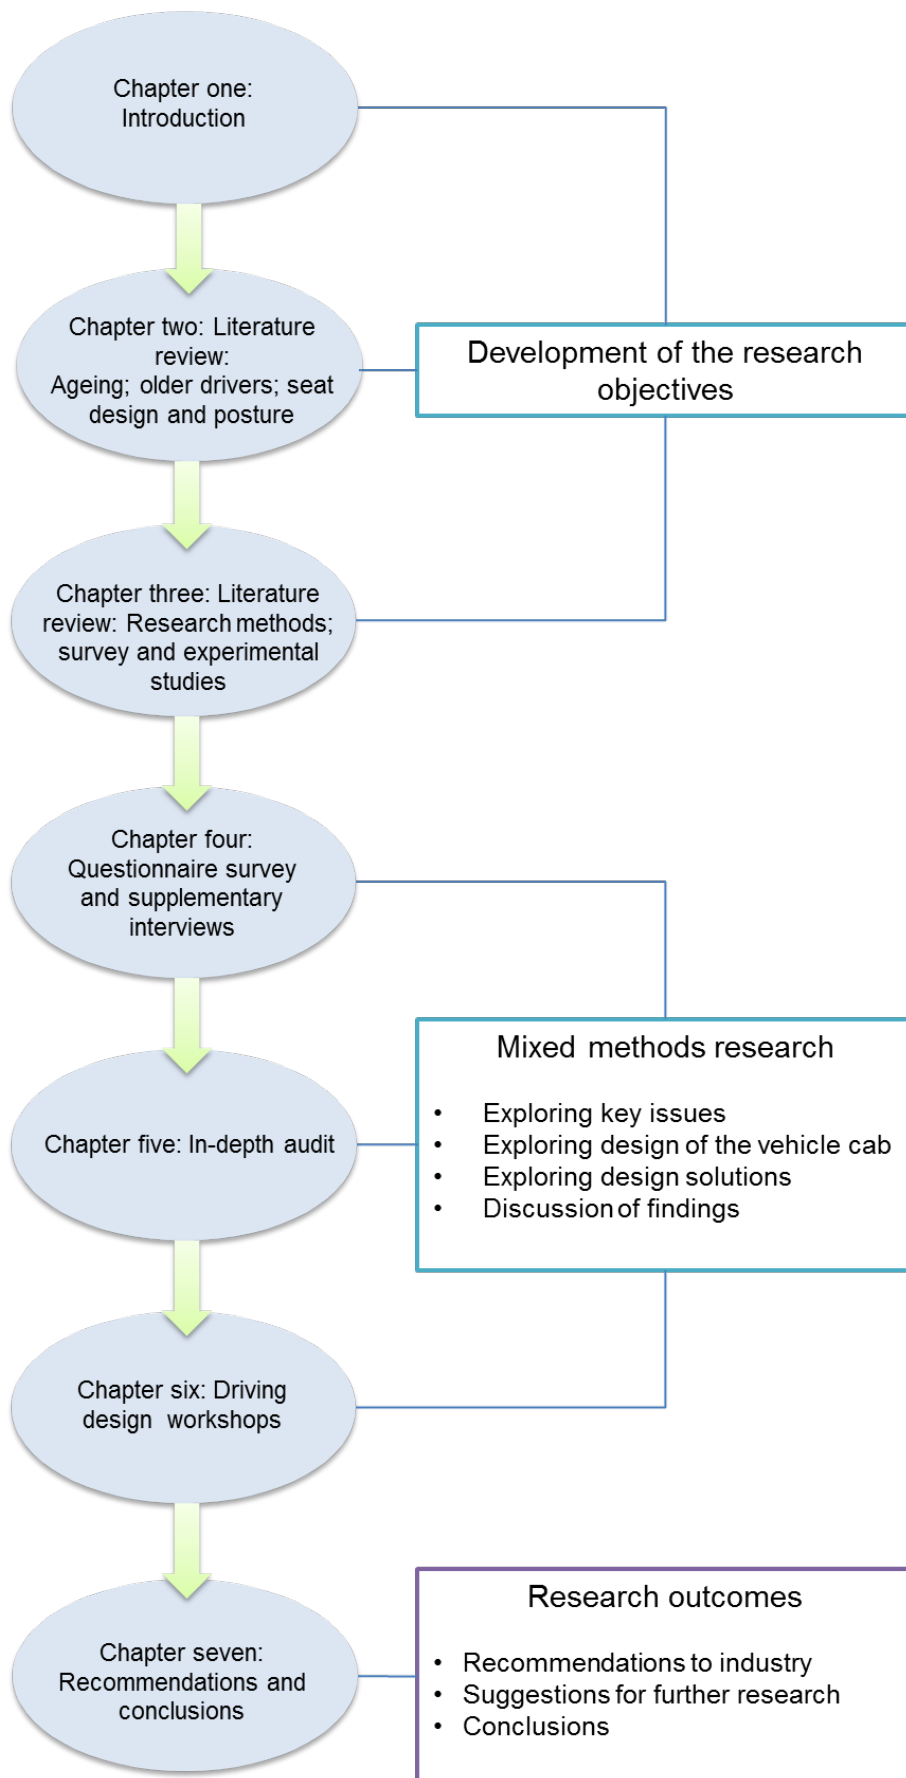 Chapter one:
Introduction
Chapter two: Literature
review:
Ageing; older drivers; seat
design and posture
Development of the research
objectives
Chapter three: Literature
review: Research methods;
survey and experimental
studies
Chapter four:
Questionnaire survey
and supplementary
interviews
Mixed methods research
• Exploring key issues
• Exploring design of the vehicle cab
• Exploring design solutions
• Discussion of findings
Chapter five: In-depth audit
Chapter six: Driving
design workshops
Chapter seven:
Recommendations and
conclusions
Research outcomes
• Recommendations to industry
• Suggestions for further research
• Conclusions